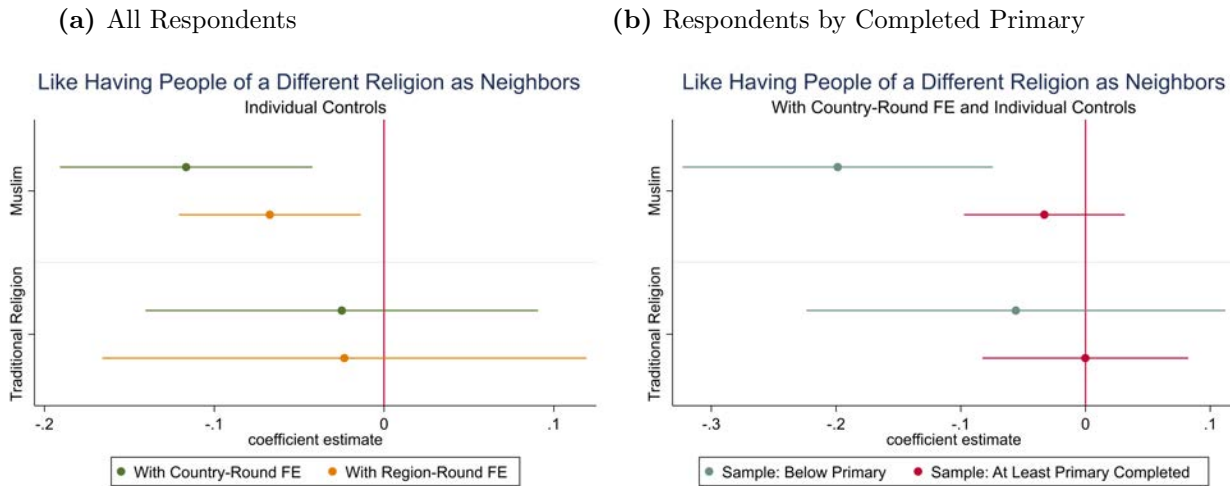 (a) All Respondents
Like Having People of a Different Religion as Neighbors
Individual Controls
Muslim
Traditional Religion
-.2
-.1
0
.1
coefficient estimate
With Country-Round FE
With Region-Round FE
(b) Respondents by Completed Primary
Like Having People of a Different Religion as Neighbors
With Country-Round FE and Individual Controls
Muslim
Traditional Religion
-.3
-.2
-.1
0
.1
coefficient estimate
Sample: Below Primary
Sample: At Least Primary Completed